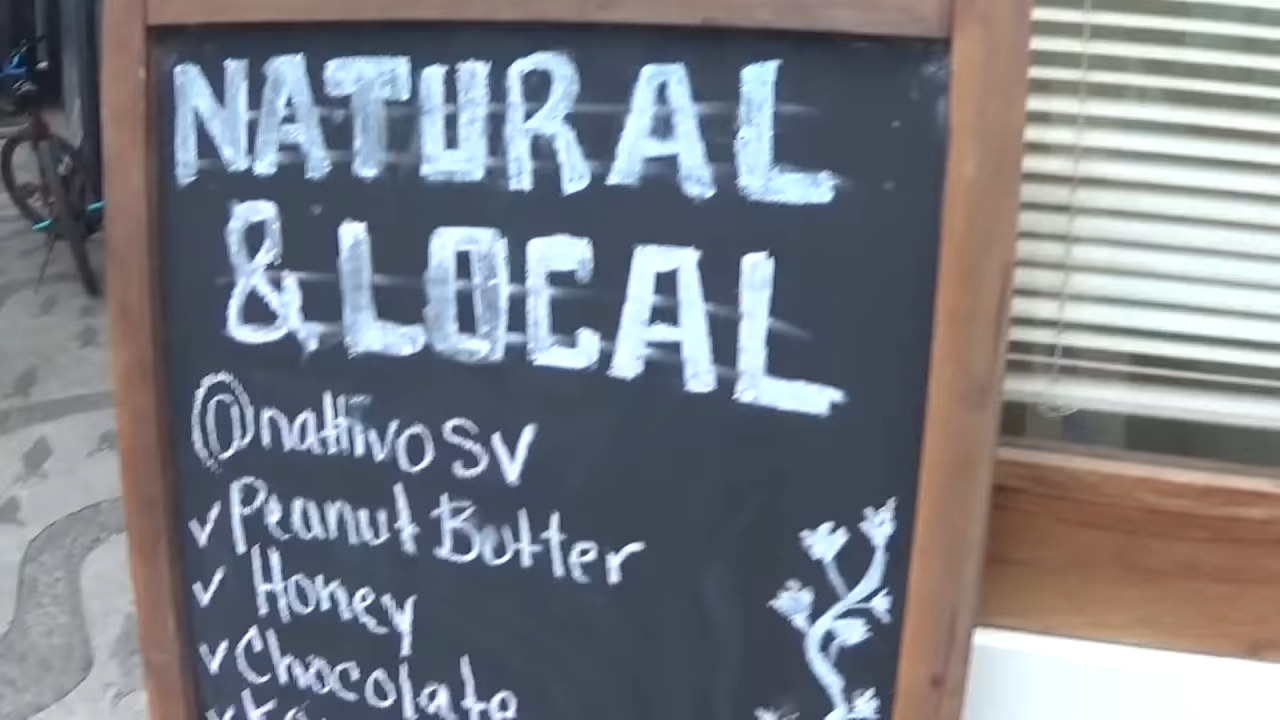 NATURAL
& LOCAL
@nattivosv
✓ Peanut Butter
✓ Honey
✓ Chocolate